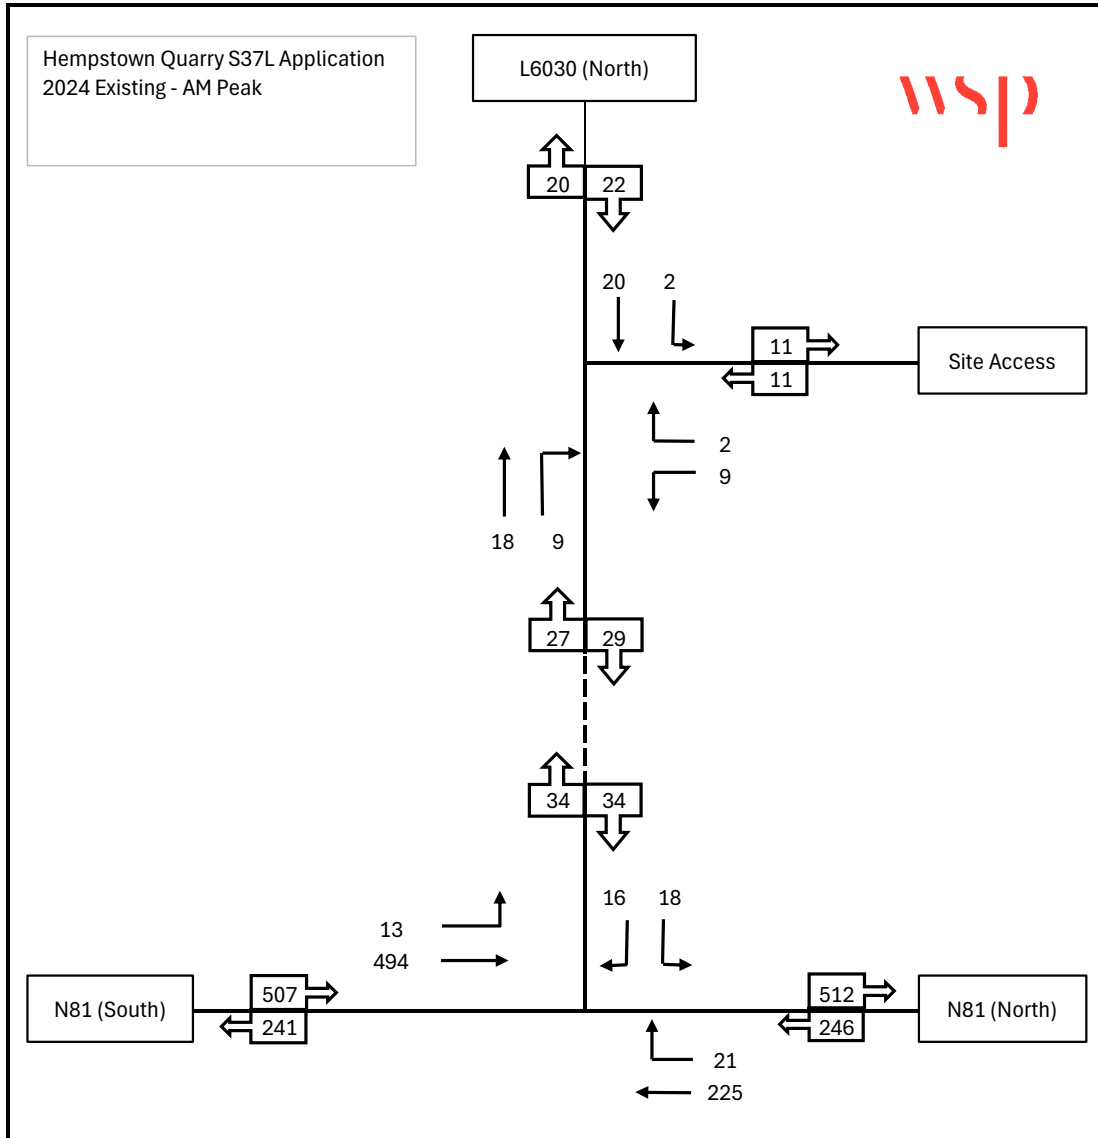 Hempstown Quarry S37L Application
2024 Existing - AM Peak
L6030 (North)
wsp
20 22
20 2
11
Site Access
11
2
9
18 9
27 29
34 34
16 18
13
494
507
512
N81 (South)
N81 (North)
241
246
21
225